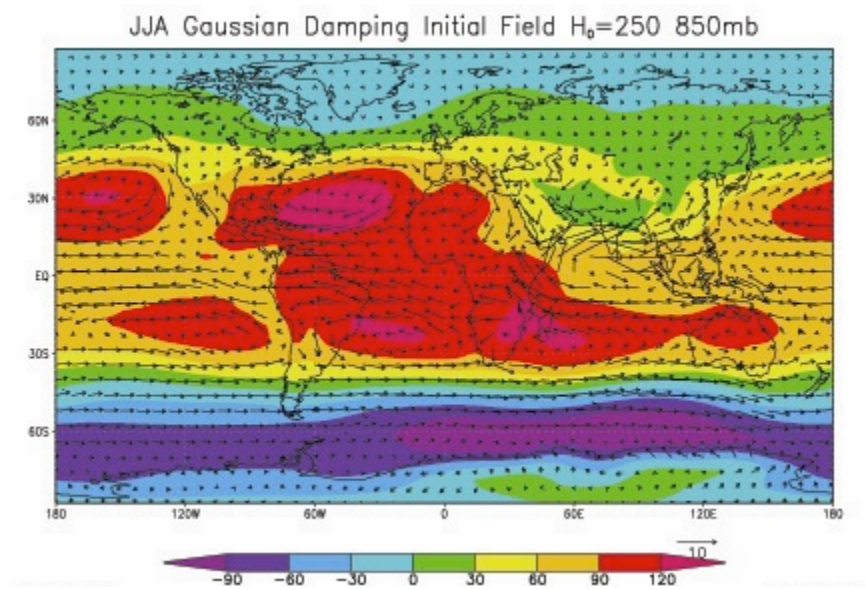 JJA Gaussian Damping Initial Field H₀=250 850mb
60N
30N
EQ
30S
60S
180 120W 60W 0 60E 120E 180
10
−90 −60 −30 0 30 60 90 120